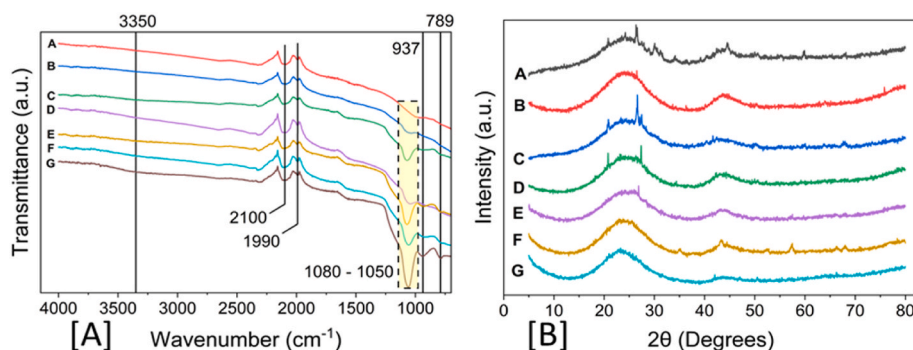 3350
789
937
A
B
C
D
E
F
G
Transmittance (a.u.)
2100
1990
1080 - 1050
4000 3500 3000 2500 2000 1500 1000
[A] Wavenumber (cm⁻¹)
A
B
C
D
E
F
G
Intensity (a.u.)
0 10 20 30 40 50 60 70 80
[B] 2θ (Degrees)